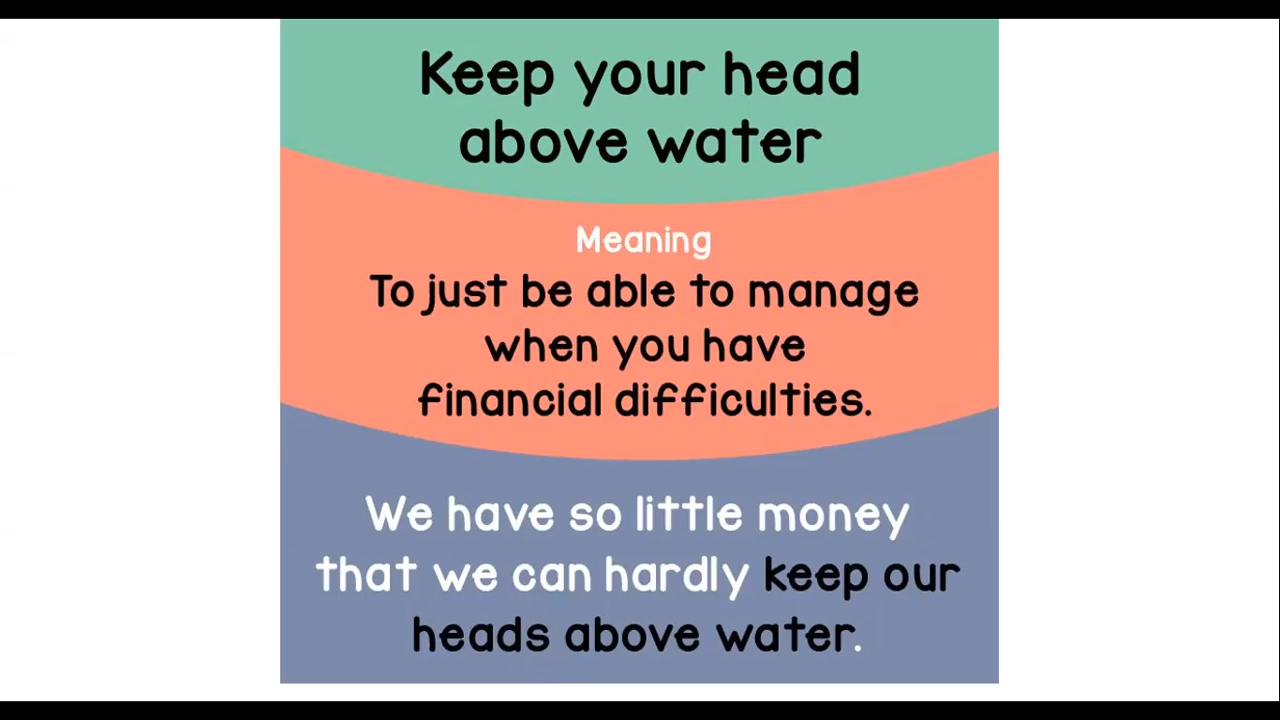 Keep your head
above water
Meaning
To just be able to manage
when you have
financial difficulties.
We have so little money
that we can hardly keep our
heads above water.